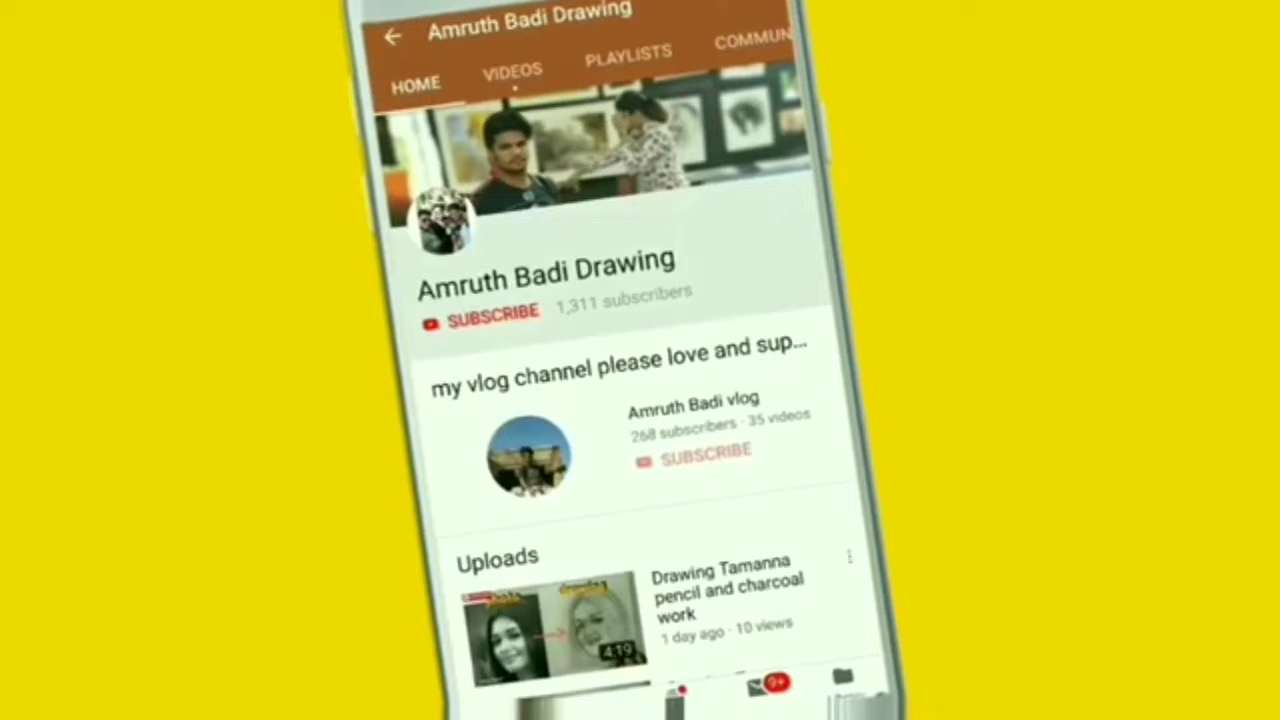 Amruth Badi Drawing
HOME VIDEOS PLAYLISTS COMMUN
Amruth Badi Drawing
SUBSCRIBE 1,311 subscribers
my vlog channel please love and sup...
Amruth Badi vlog
268 subscribers · 35 videos
SUBSCRIBE
Uploads
Drawing Tamanna
pencil and charcoal
work
1 day ago · 10 views
4:19
9+